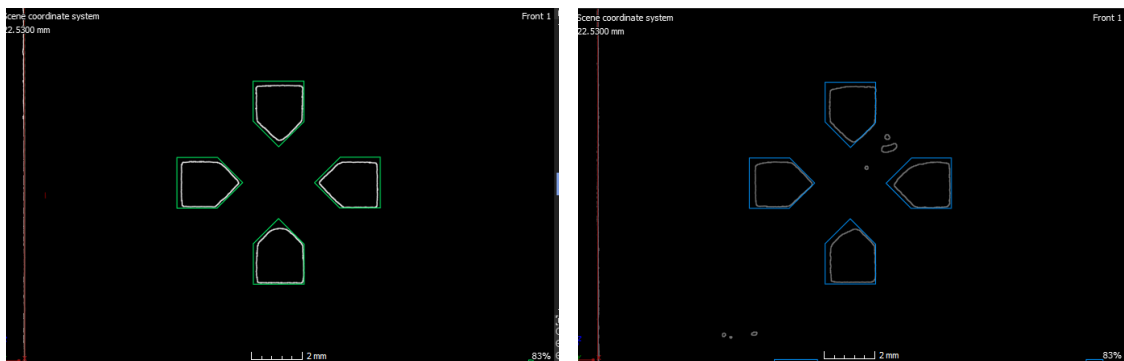 Scene coordinate system
Front 1
22.5300 mm
2 mm
83%
Scene coordinate system
Front 1
22.5300 mm
2 mm
83%